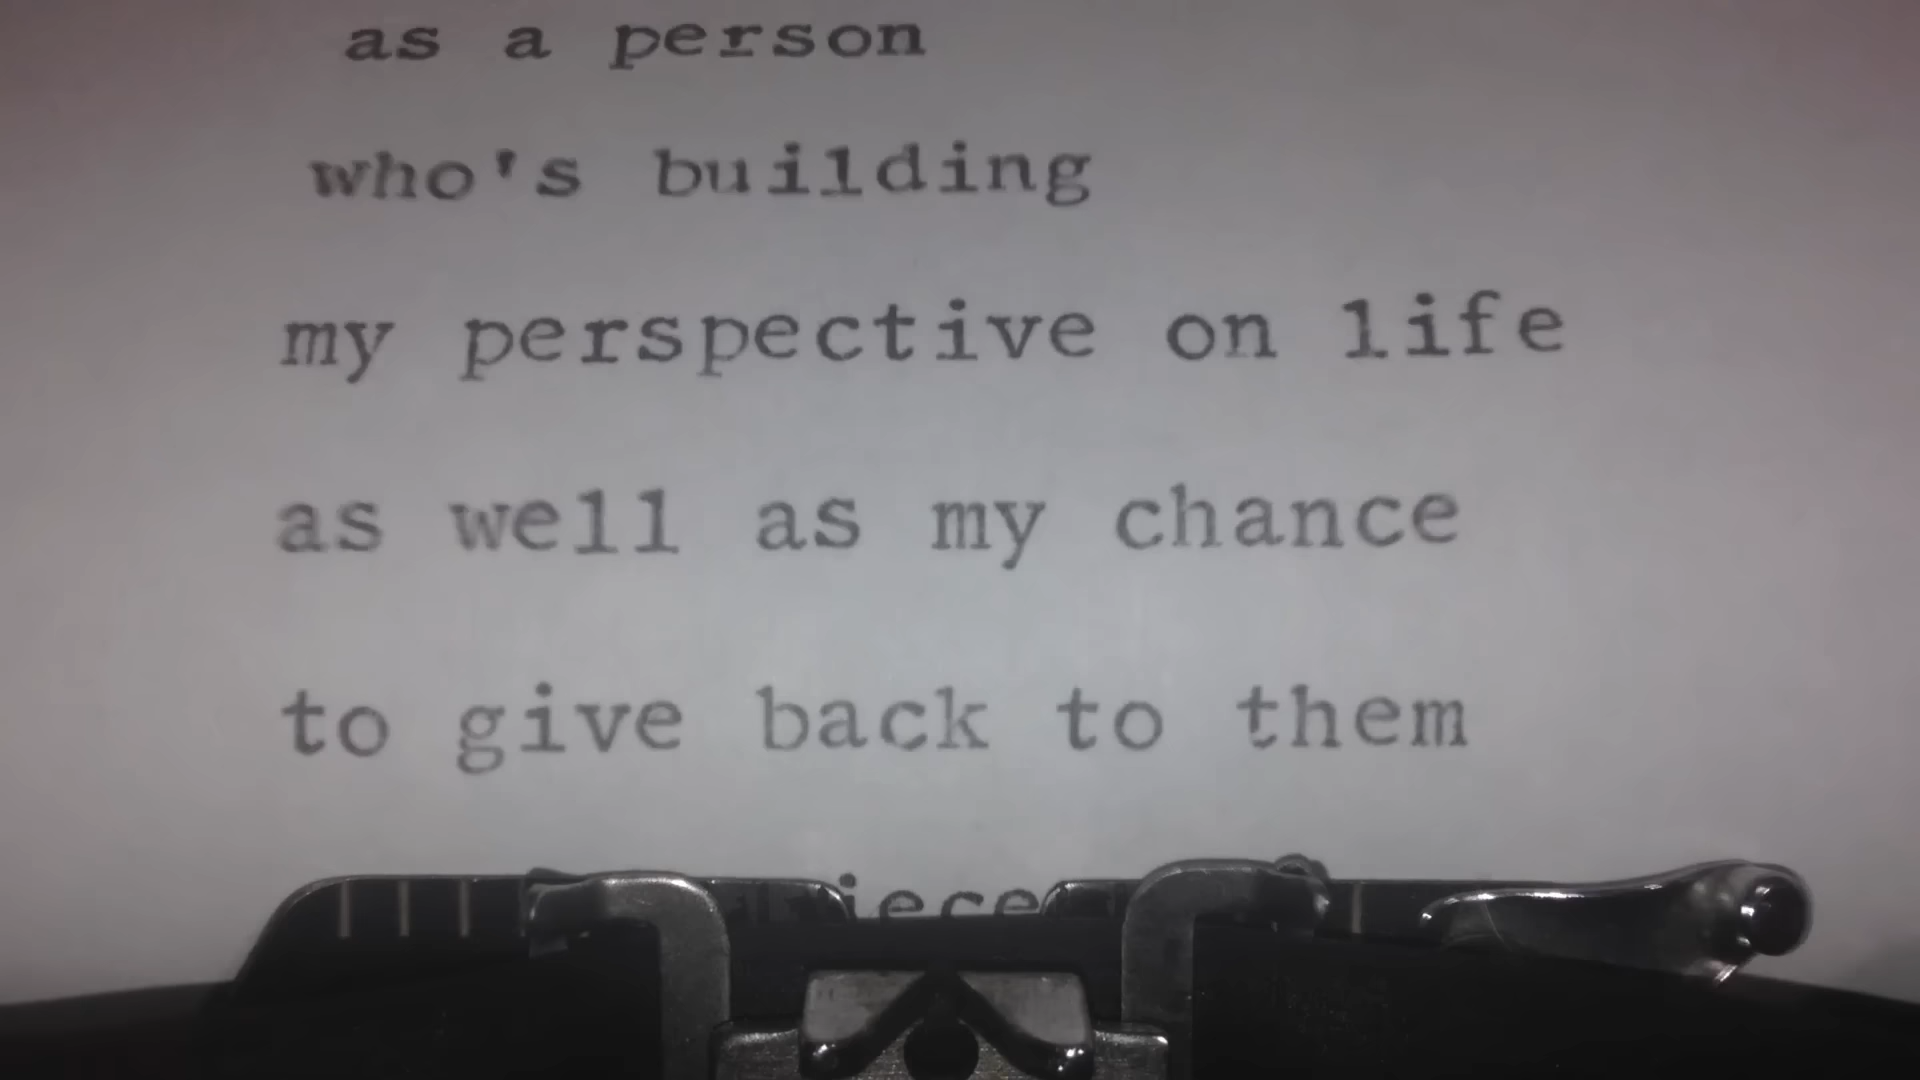 as a person
who's building
my perspective on life
as well as my chance
to give back to them